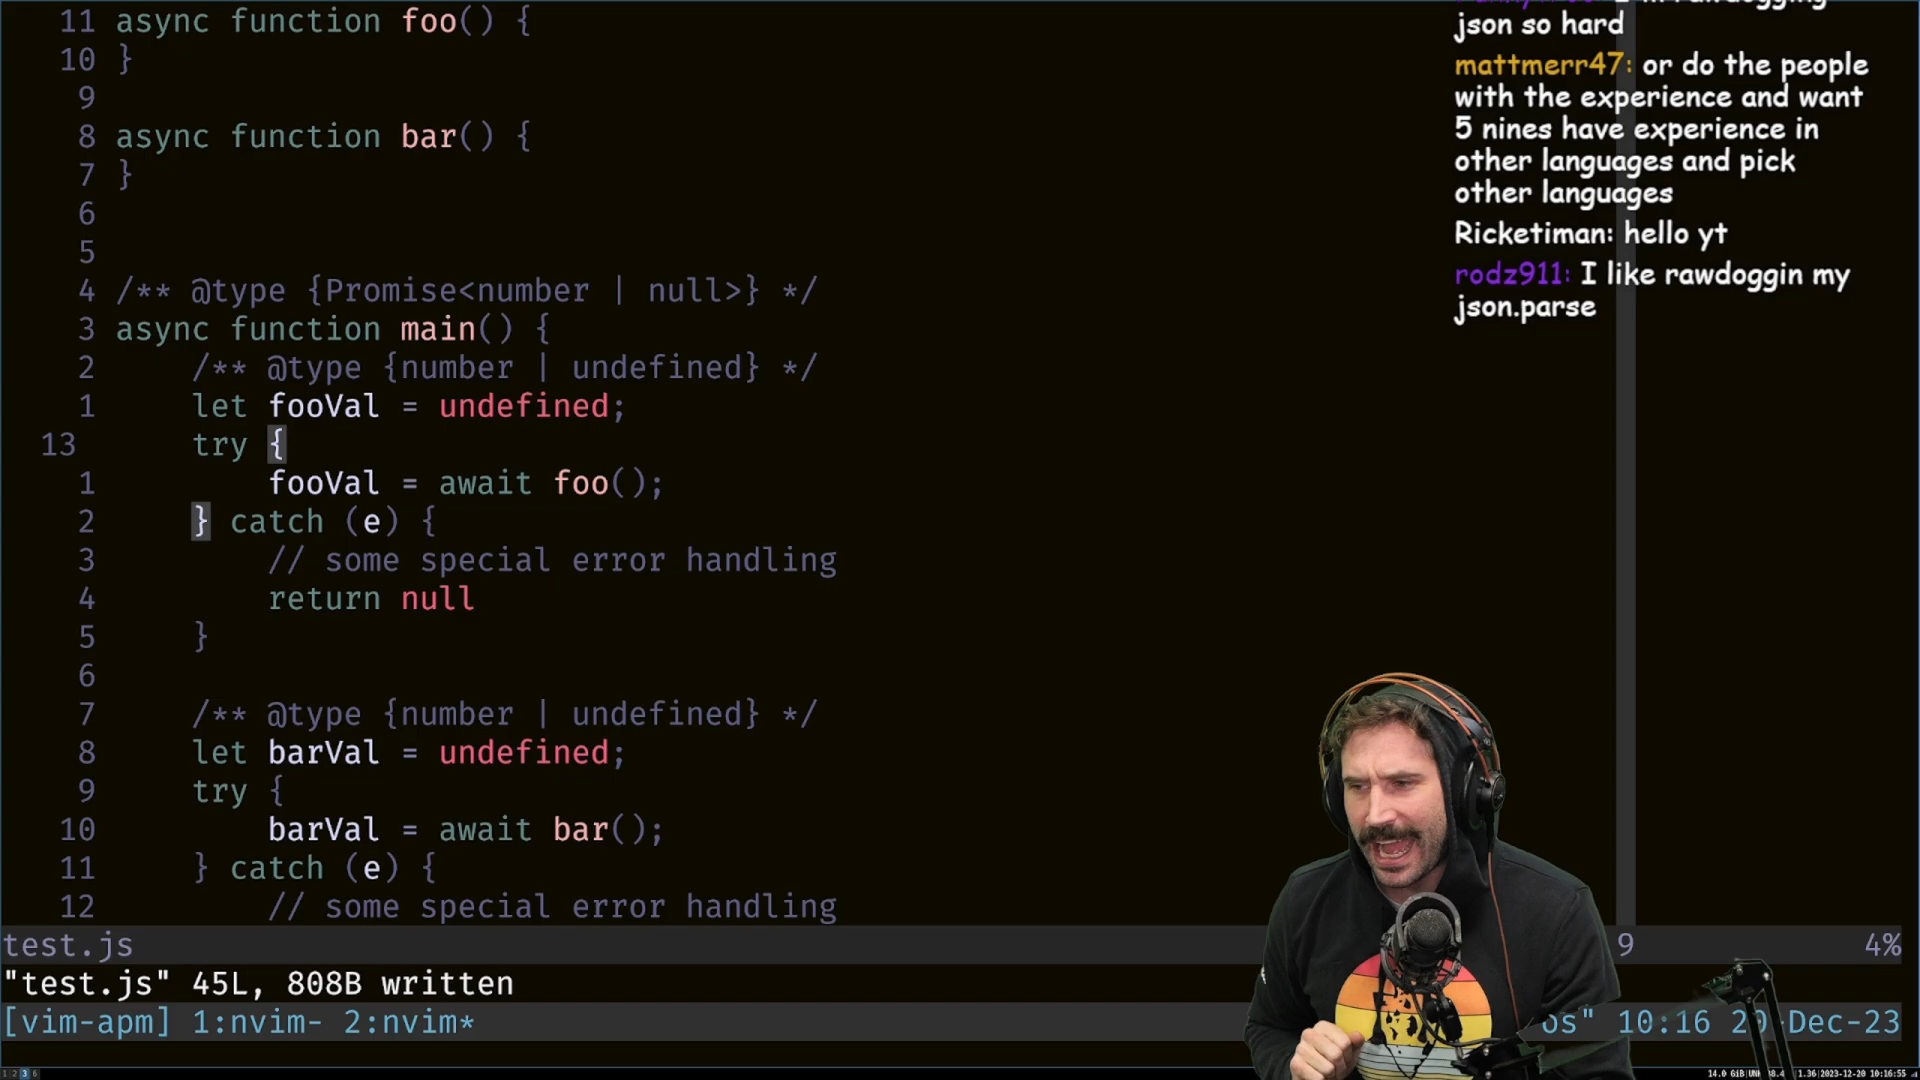 11 async function foo() {
10 }
9
8 async function bar() {
7 }
6
5
4 /** @type {Promise<number | null>} */
3 async function main() {
2 /** @type {number | undefined} */
1 let fooVal = undefined;
13 try {
1 fooVal = await foo();
2 } catch (e) {
3 // some special error handling
4 return null
5 }
6
7 /** @type {number | undefined} */
8 let barVal = undefined;
9 try {
10 barVal = await bar();
11 } catch (e) {
12 // some special error handling
test.js 9 4%
"test.js" 45L, 808B written
[vim-apm] 1:nvim- 2:nvim* os" 10:16 20-Dec-23
json so hard
mattmerr47: or do the people
with the experience and want
5 nines have experience in
other languages and pick
other languages
Ricketiman: hello yt
rodz911: I like rawdoggin my
json.parse